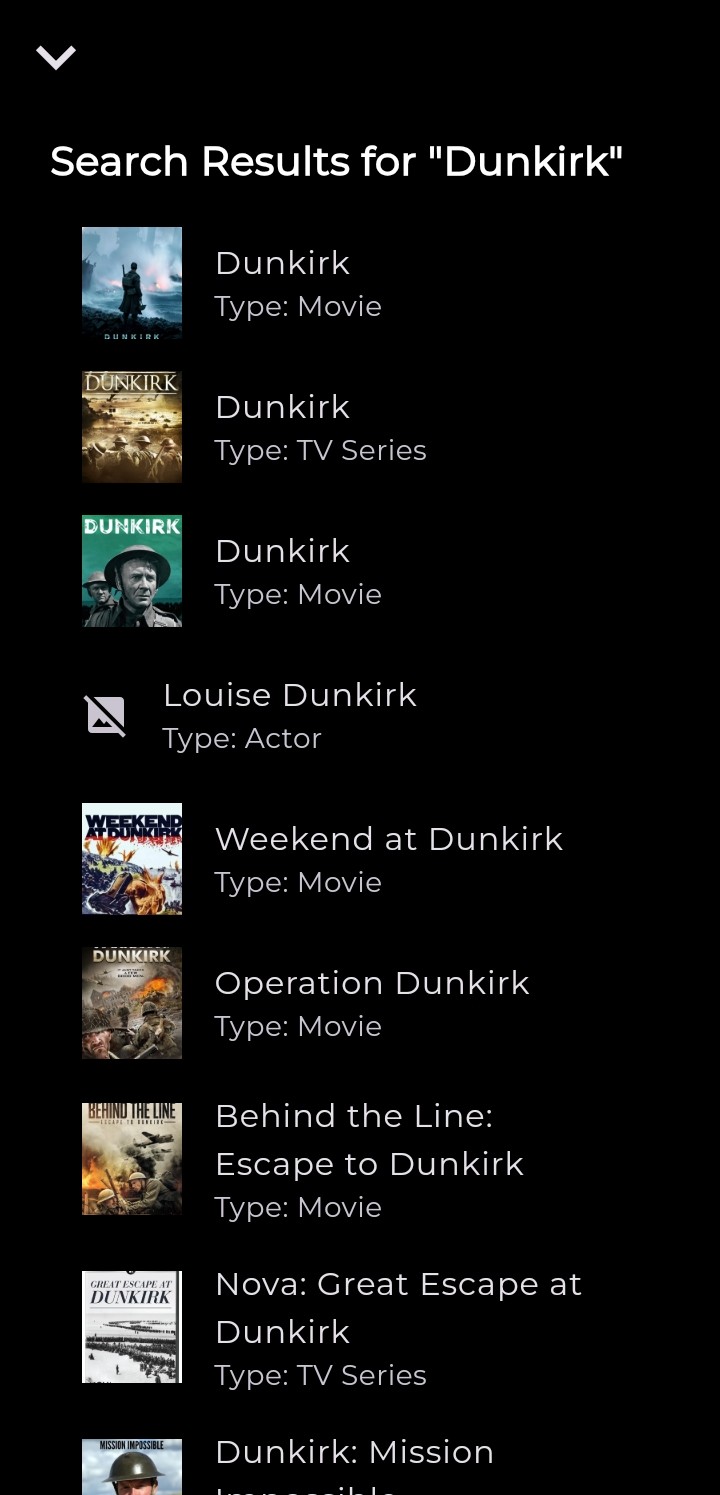 Search Results for "Dunkirk"
DUNKIRK
Dunkirk
Type: Movie
DUNKIRK
Dunkirk
Type: TV Series
DUNKIRK
Dunkirk
Type: Movie
Louise Dunkirk
Type: Actor
WEEKEND
AT DUNKIRK
Weekend at Dunkirk
Type: Movie
DUNKIRK
Operation Dunkirk
Type: Movie
BEHIND THE LINE
ESCAPE TO DUNKIRK
Behind the Line:
Escape to Dunkirk
Type: Movie
GREAT ESCAPE AT
DUNKIRK
Nova: Great Escape at
Dunkirk
Type: TV Series
MISSION IMPOSSIBLE
Dunkirk: Mission
Impossible